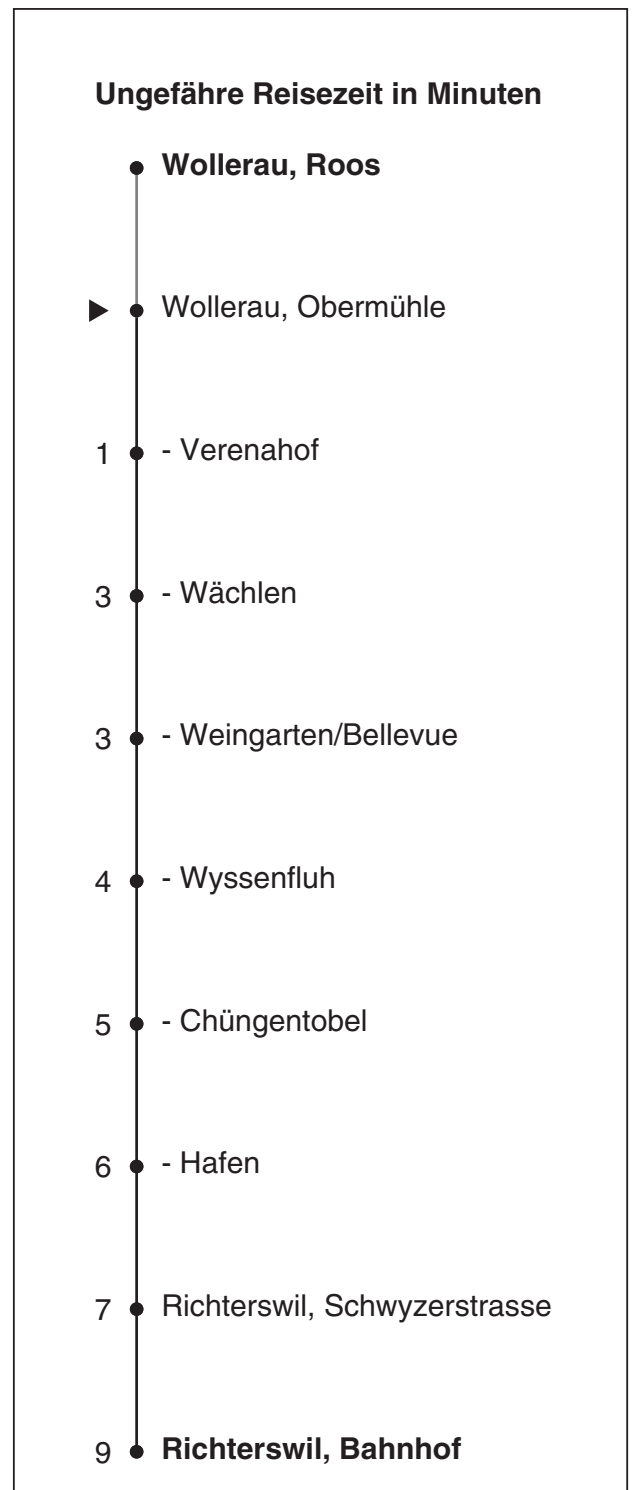 Ungefähre Reisezeit in Minuten
Wollerau, Roos
Wollerau, Obermühle
1 - Verenahof
3 - Wächlen
3 - Weingarten/Bellevue
4 - Wyssenfluh
5 - Chüngentobel
6 - Hafen
7 Richterswil, Schwyzerstrasse
9 Richterswil, Bahnhof